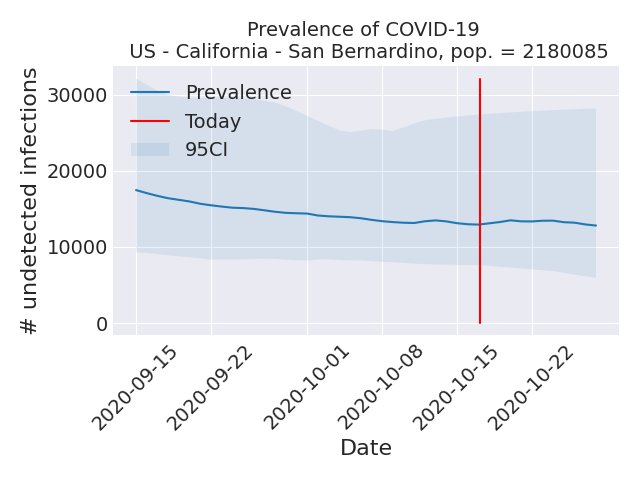 Prevalence of COVID-19
US - California - San Bernardino, pop. = 2180085
# undetected infections
30000
20000
10000
0
Prevalence
Today
95CI
2020-09-15
2020-09-22
2020-10-01
2020-10-08
2020-10-15
2020-10-22
Date